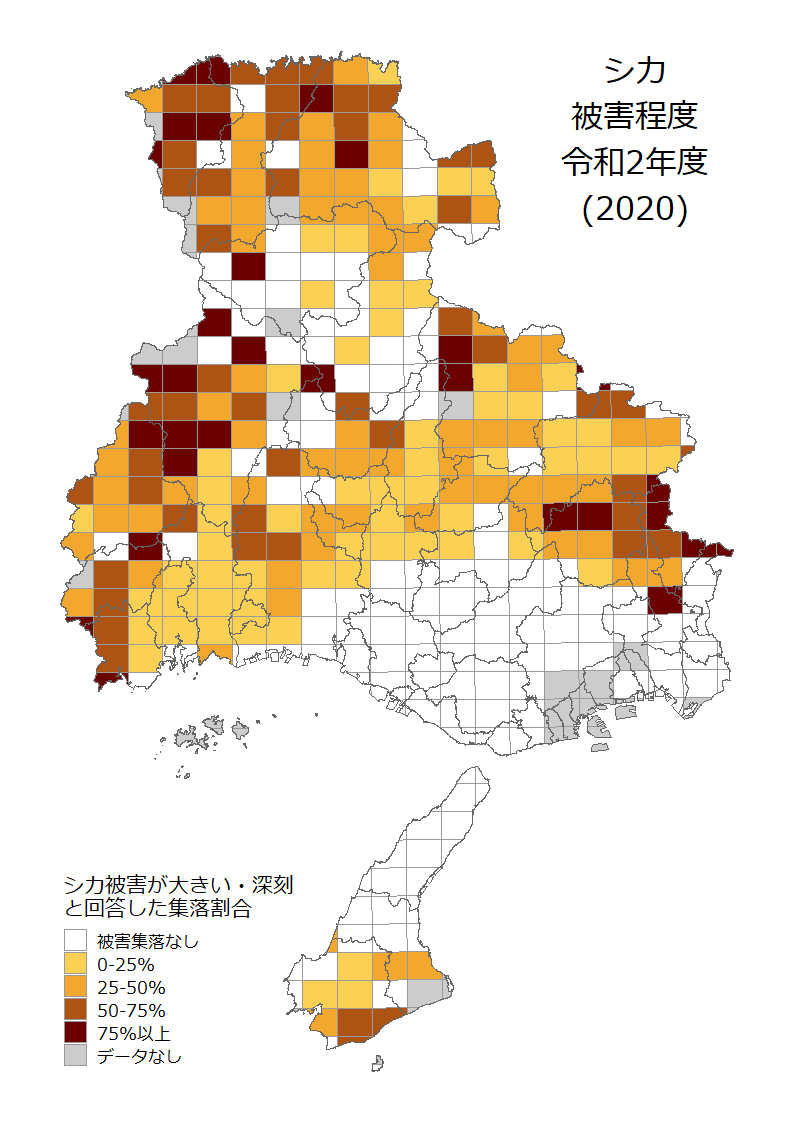 シカ
被害程度
令和2年度
(2020)
シカ被害が大きい・深刻
と回答した集落割合
被害集落なし
0-25%
25-50%
50-75%
75%以上
データなし